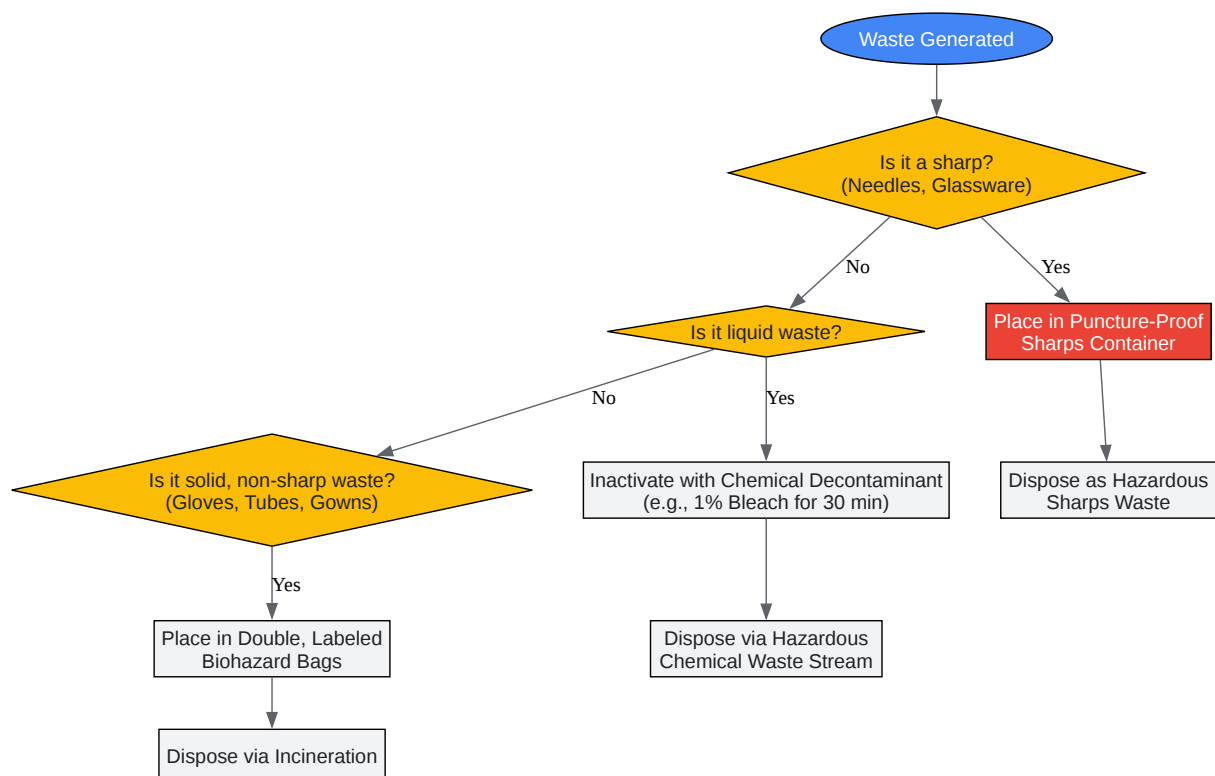 Waste Generated
Is it a sharp?
(Needles, Glassware)
No
Yes
Is it liquid waste?
Place in Puncture-Proof
Sharps Container
No
Yes
Is it solid, non-sharp waste?
(Gloves, Tubes, Gowns)
Inactivate with Chemical Decontaminant
(e.g., 1% Bleach for 30 min)
Dispose as Hazardous
Sharps Waste
Yes
Place in Double, Labeled
Biohazard Bags
Dispose via Hazardous
Chemical Waste Stream
Dispose via Incineration